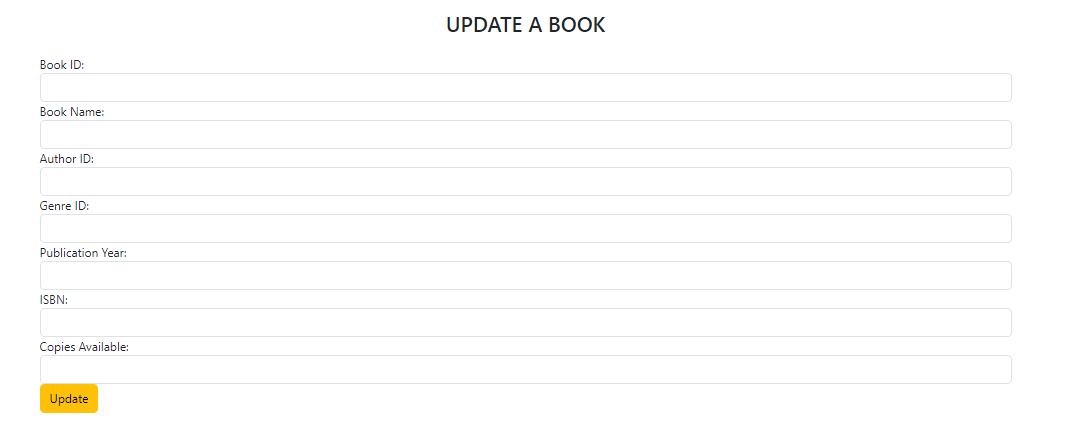 UPDATE A BOOK
Book ID:
Book Name:
Author ID:
Genre ID:
Publication Year:
ISBN:
Copies Available:
Update